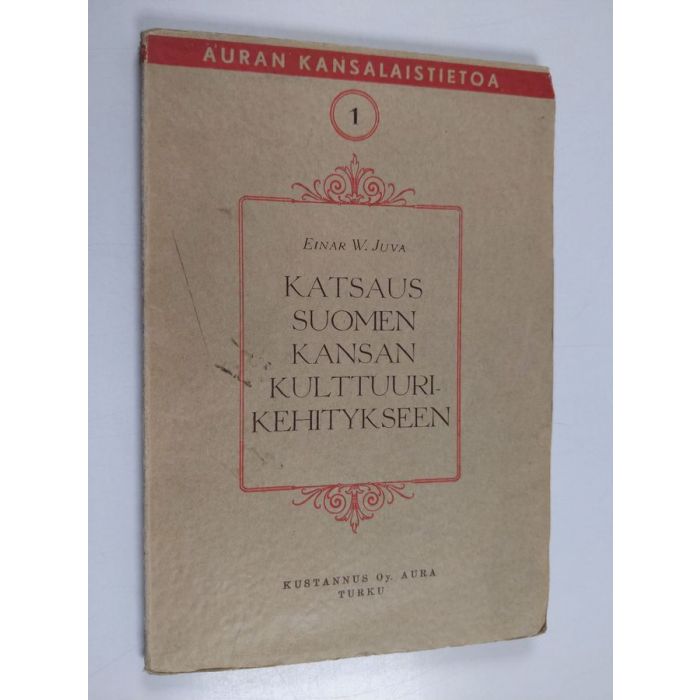 AURAN KANSALAISTIETOA
1
EINAR W. JUVA
KATSAUS
SUOMEN
KANSAN
KULTTUURI-
KEHITYKSEEN
KUSTANNUS Oy. AURA
TURKU